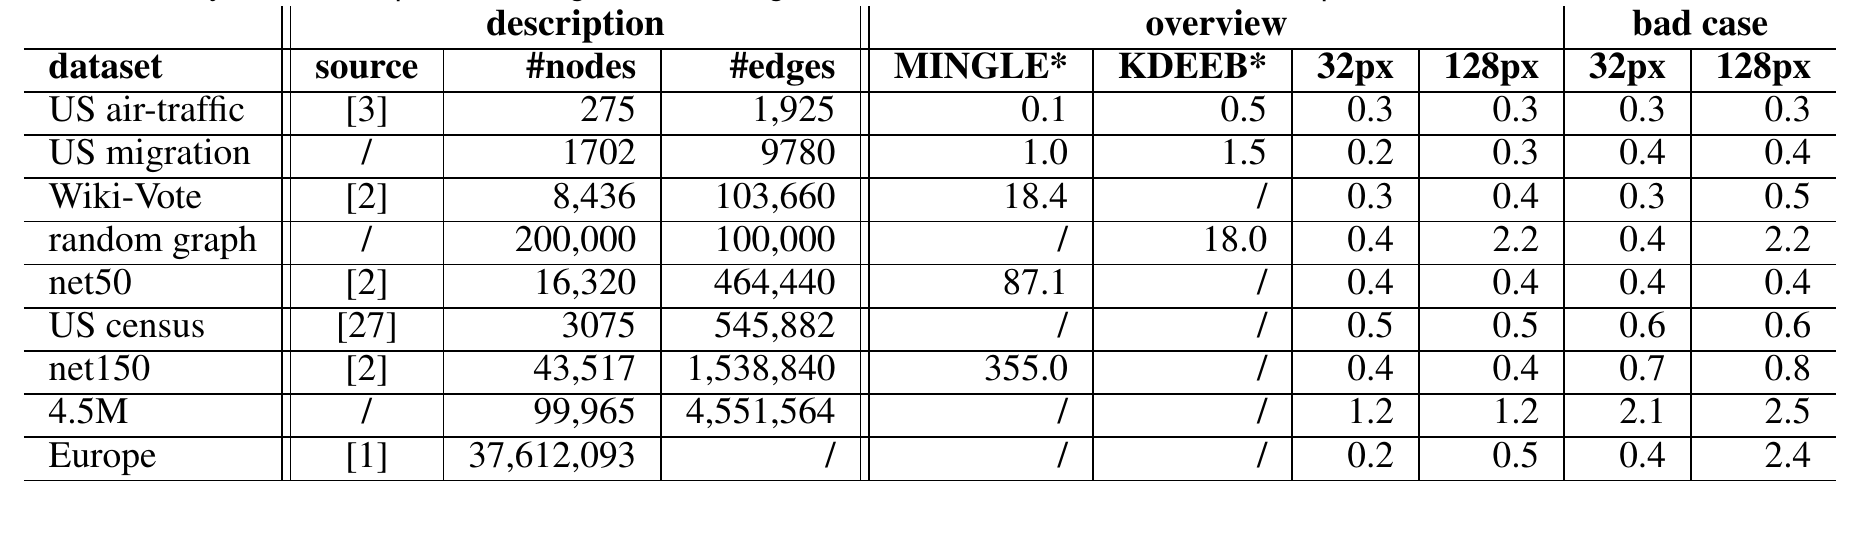 description overview bad case
dataset source #nodes #edges MINGLE* KDEEB* 32px 128px 32px 128px
US air-traffic [3] 275 1,925 0.1 0.5 0.3 0.3 0.3 0.3
US migration / 1702 9780 1.0 1.5 0.2 0.3 0.4 0.4
Wiki-Vote [2] 8,436 103,660 18.4 / 0.3 0.4 0.3 0.5
random graph / 200,000 100,000 / 18.0 0.4 2.2 0.4 2.2
net50 [2] 16,320 464,440 87.1 / 0.4 0.4 0.4 0.4
US census [27] 3075 545,882 / / 0.5 0.5 0.6 0.6
net150 [2] 43,517 1,538,840 355.0 / 0.4 0.4 0.7 0.8
4.5M / 99,965 4,551,564 / / 1.2 1.2 2.1 2.5
Europe [1] 37,612,093 / / / 0.2 0.5 0.4 2.4